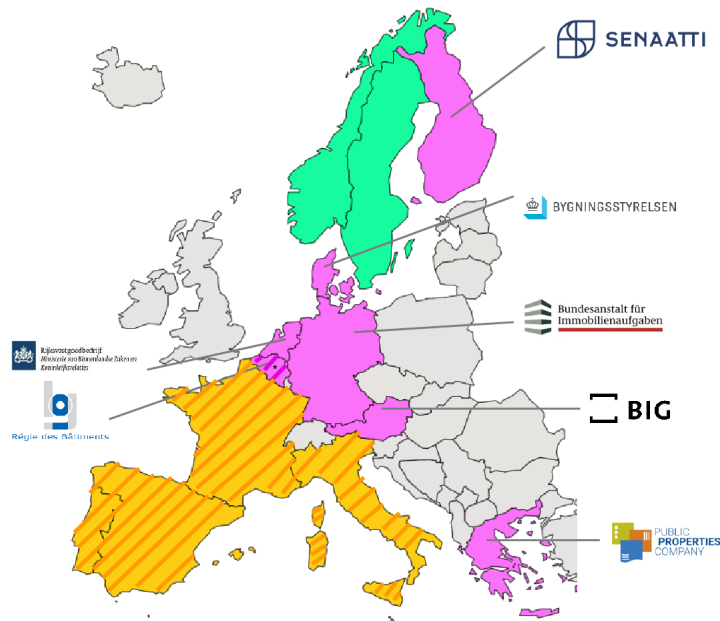 SENAATTI
BYGNINGSSTYRELSEN
Bundesanstalt für
Immobilienaufgaben
Rijksvastgoedbedrijf
Ministerie van Binnenlandse Zaken en
Koninkrijksrelaties
*
BIG
Régie des Bâtiments
PUBLIC
PROPERTIES
COMPANY